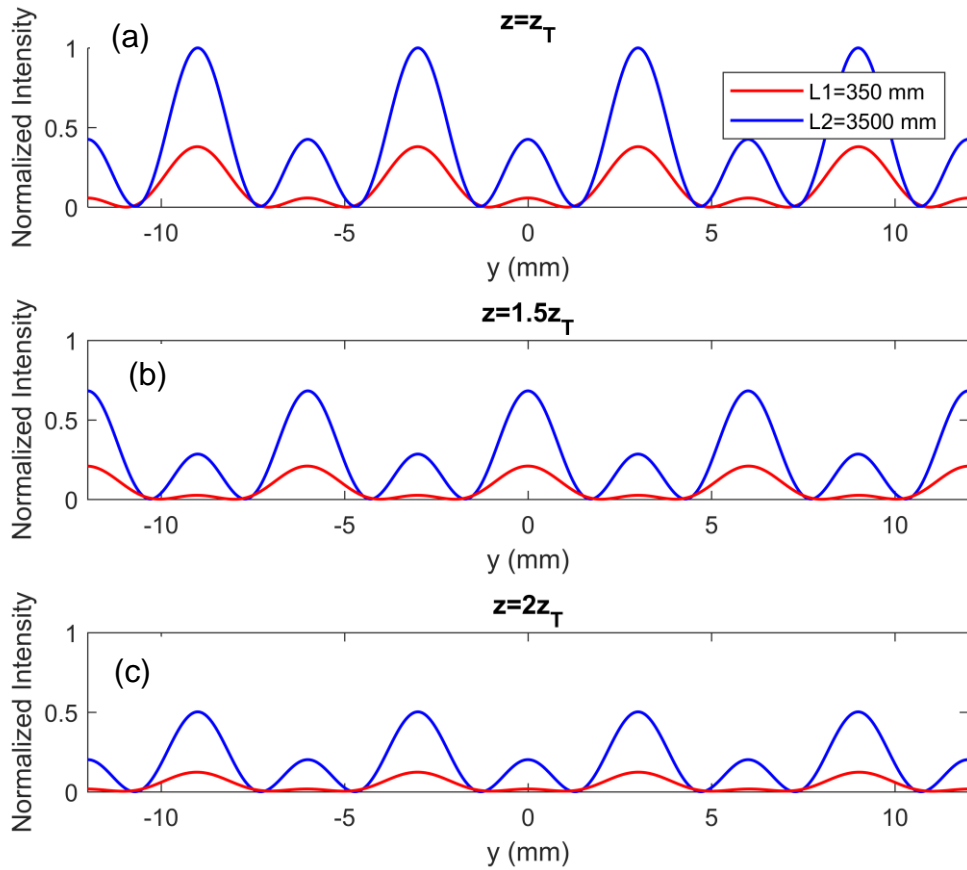 (a)
z=z_T
Normalized Intensity
1
0.5
0
L1=350 mm
L2=3500 mm
-10 -5 0 5 10
y (mm)
(b)
z=1.5z_T
Normalized Intensity
1
0.5
0
-10 -5 0 5 10
y (mm)
(c)
z=2z_T
Normalized Intensity
1
0.5
0
-10 -5 0 5 10
y (mm)